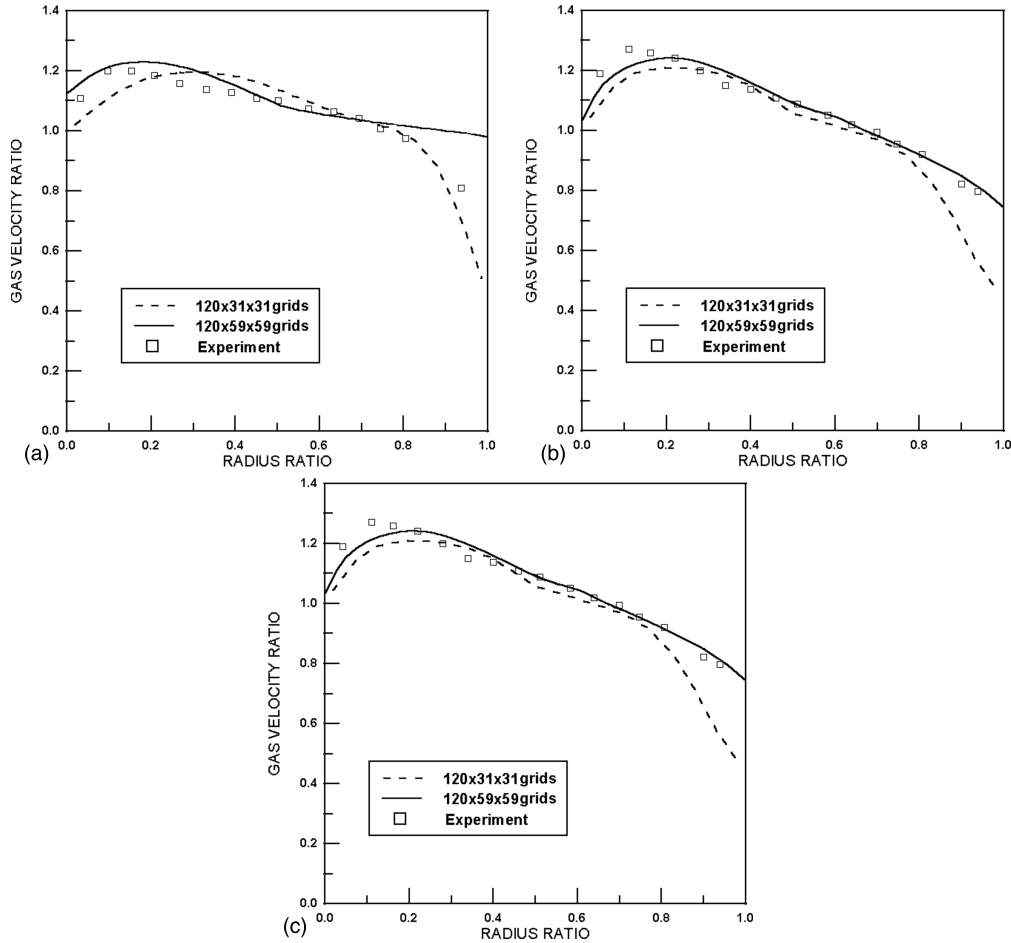 1.4
1.2
1.0
0.8
1.0
0.4
1.2
0.0
GAS VELOCITY RATIO
120x31x31grids
120x59x59grids
Experiment
0.0 0.2 0.4 0.6 0.8 1.0
(a) RADIUS RATIO
1.4
1.2
1.0
0.8
1.0
0.4
1.2
0.0
GAS VELOCITY RATIO
120x31x31grids
120x59x59grids
Experiment
0.0 0.2 0.4 0.6 0.8 1.0
(b) RADIUS RATIO
1.4
1.2
1.0
0.8
0.6
0.4
1.2
0.0
GAS VELOCITY RATIO
120x31x31grids
120x59x59grids
Experiment
0.0 0.2 0.4 0.6 0.8 1.0
(c) RADIUS RATIO